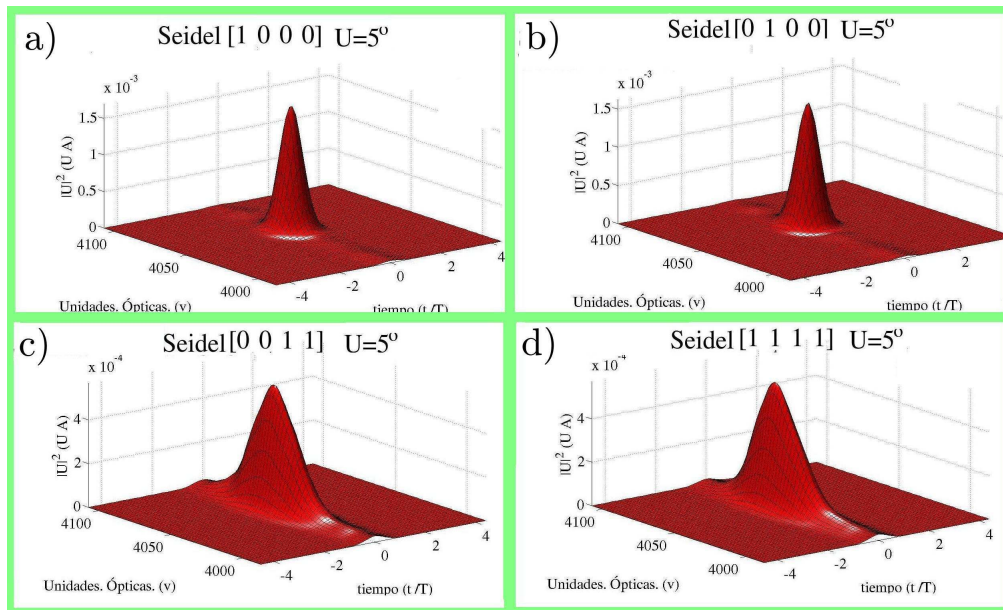 a) Seidel [1 0 0 0] U=5º
x 10⁻³
1.5
1
0.5
0
|U|² (U A)
4100
4050
4000
-4
-2
0
2
4
Unidades. Ópticas. (v)
tiempo (t /T)
b) Seidel [0 1 0 0] U=5º
x 10⁻³
1.5
1
0.5
0
|U|² (U A)
4100
4050
4000
-4
-2
0
2
4
Unidades. Ópticas. (v)
tiempo (t /T)
c) Seidel [0 0 1 1] U=5º
x 10⁻⁴
4
2
0
|U|² (U A)
4100
4050
4000
-4
-2
0
2
4
Unidades. Ópticas. (v)
tiempo (t /T)
d) Seidel [1 1 1 1] U=5º
x 10⁻⁴
4
2
0
|U|² (U A)
4100
4050
4000
-4
-2
0
2
4
Unidades. Ópticas. (v)
tiempo (t /T)